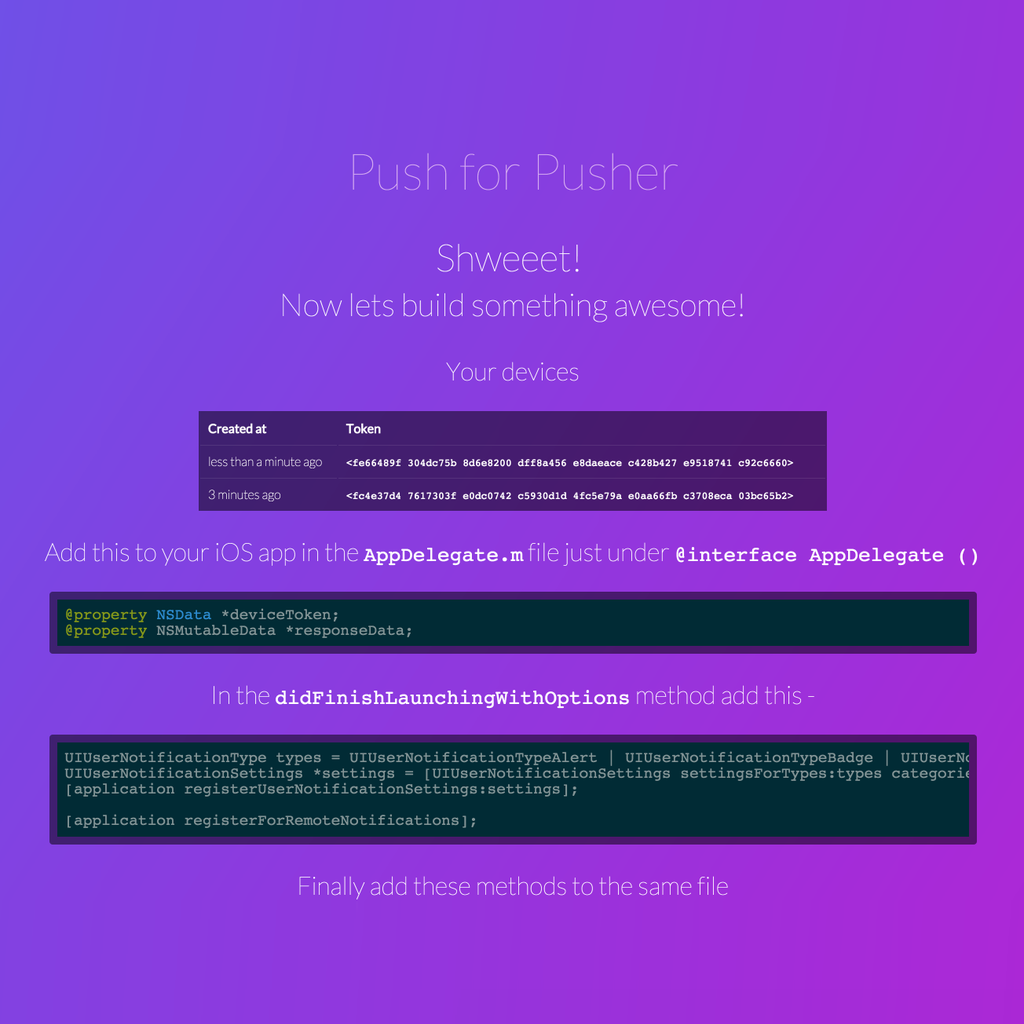 Push for Pusher
Shweeet!
Now lets build something awesome!
Your devices
Created at Token
less than a minute ago <fe66489f 304dc75b 8d6e8200 dff8a456 e8daeace c428b427 e9518741 c92c6660>
3 minutes ago <fc4e37d4 7617303f e0dc0742 c5930d1d 4fc5e79a e0aa66fb c3708eca 03bc65b2>
Add this to your iOS app in the AppDelegate.m file just under @interface AppDelegate ()
@property NSData *deviceToken;
@property NSMutableData *responseData;
In the didFinishLaunchingWithOptions method add this -
UIUserNotificationType types = UIUserNotificationTypeAlert | UIUserNotificationTypeBadge |
UIUserNotificationSettings *settings = [UIUserNotificationSettings settingsForTypes:types
[application registerUserNotificationSettings:settings];
[application registerForRemoteNotifications];
Finally add these methods to the same file